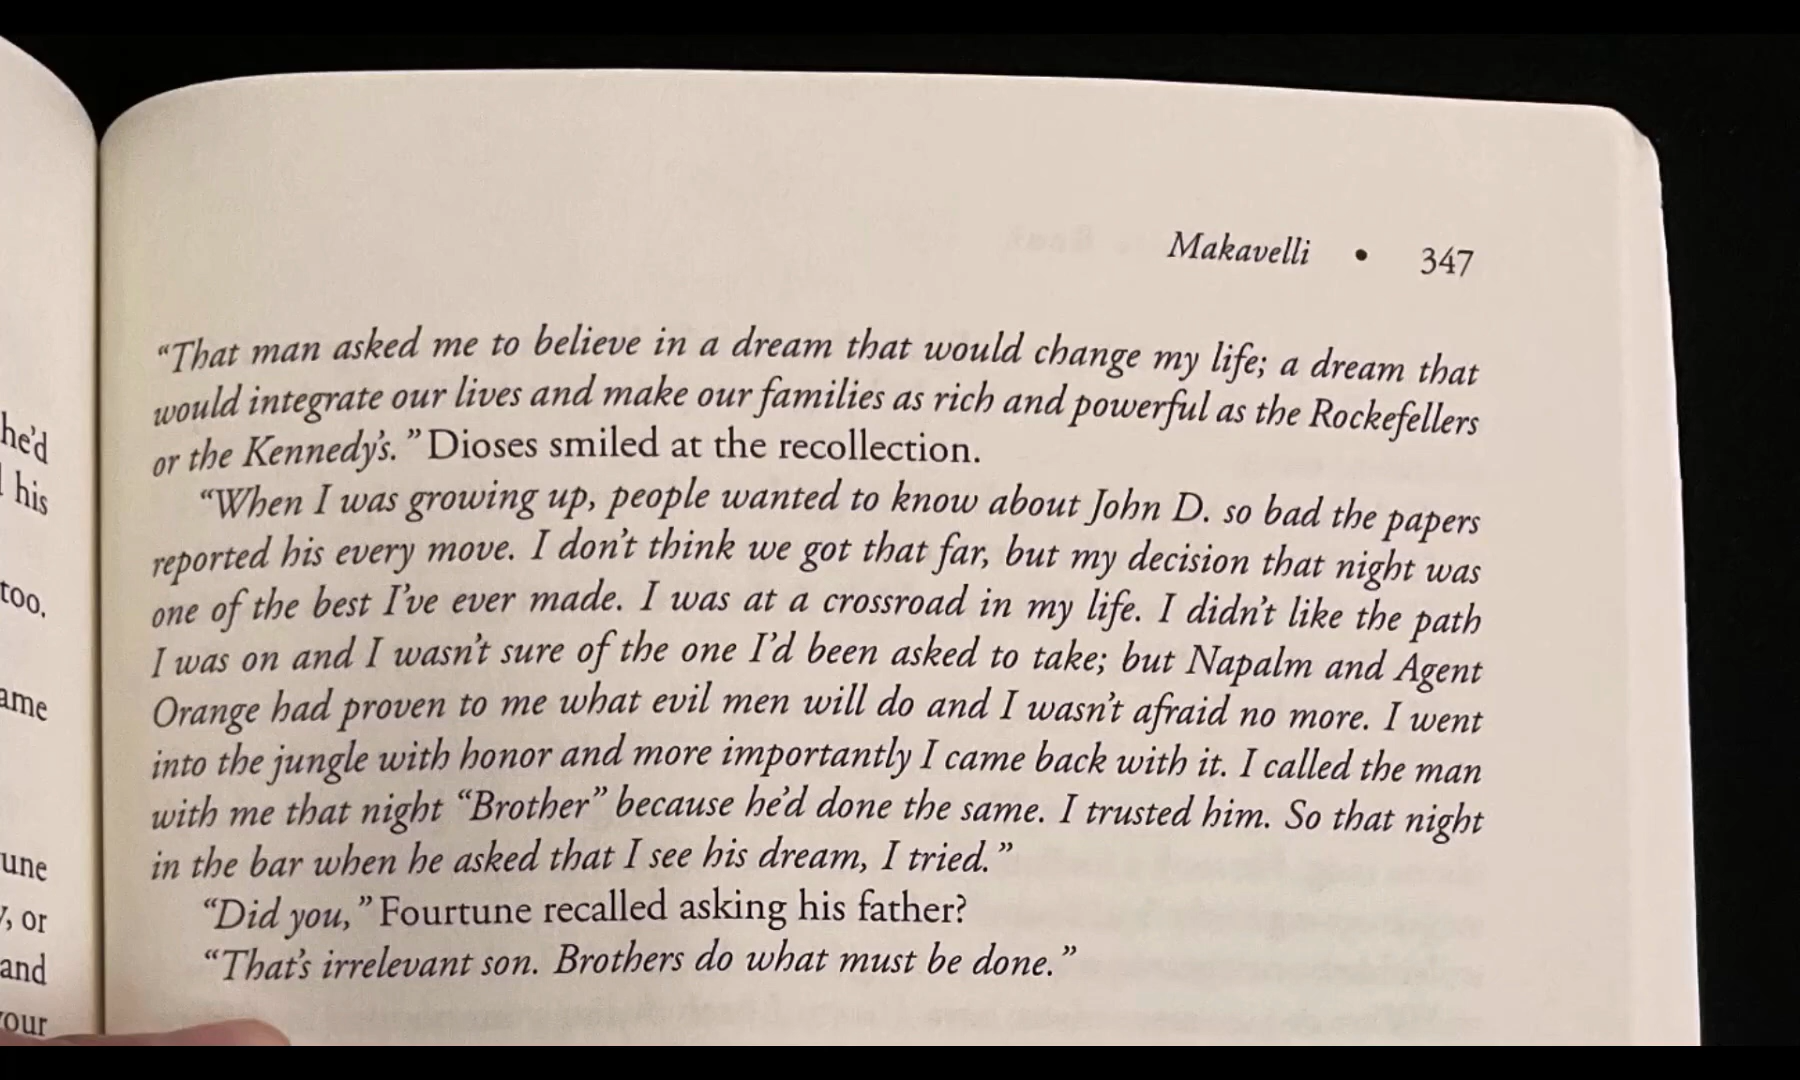 Makavelli • 347
“That man asked me to believe in a dream that would change my life; a dream that
would integrate our lives and make our families as rich and powerful as the Rockefellers
or the Kennedy’s.” Dioses smiled at the recollection.
“When I was growing up, people wanted to know about John D. so bad the papers
reported his every move. I don’t think we got that far, but my decision that night was
one of the best I’ve ever made. I was at a crossroad in my life. I didn’t like the path
I was on and I wasn’t sure of the one I’d been asked to take; but Napalm and Agent
Orange had proven to me what evil men will do and I wasn’t afraid no more. I went
into the jungle with honor and more importantly I came back with it. I called the man
with me that night “Brother” because he’d done the same. I trusted him. So that night
in the bar when he asked that I see his dream, I tried.”
“Did you,” Fourtune recalled asking his father?
“That’s irrelevant son. Brothers do what must be done.”
he’d
his
too.
or
and